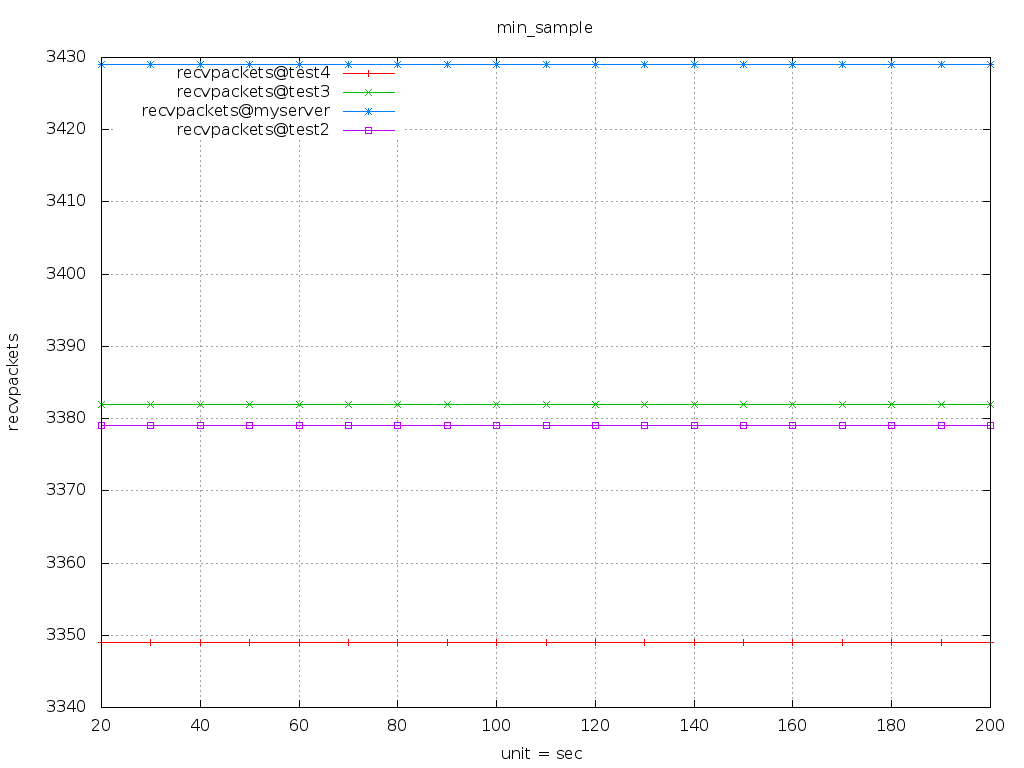 min_sample
3430
recvpackets@test4
recvpackets@test3
recvpackets@myserver
recvpackets@test2
3420
3410
3400
3390
3380
3370
3360
3350
3340
recvpackets
20 40 60 80 100 120 140 160 180 200
unit = sec